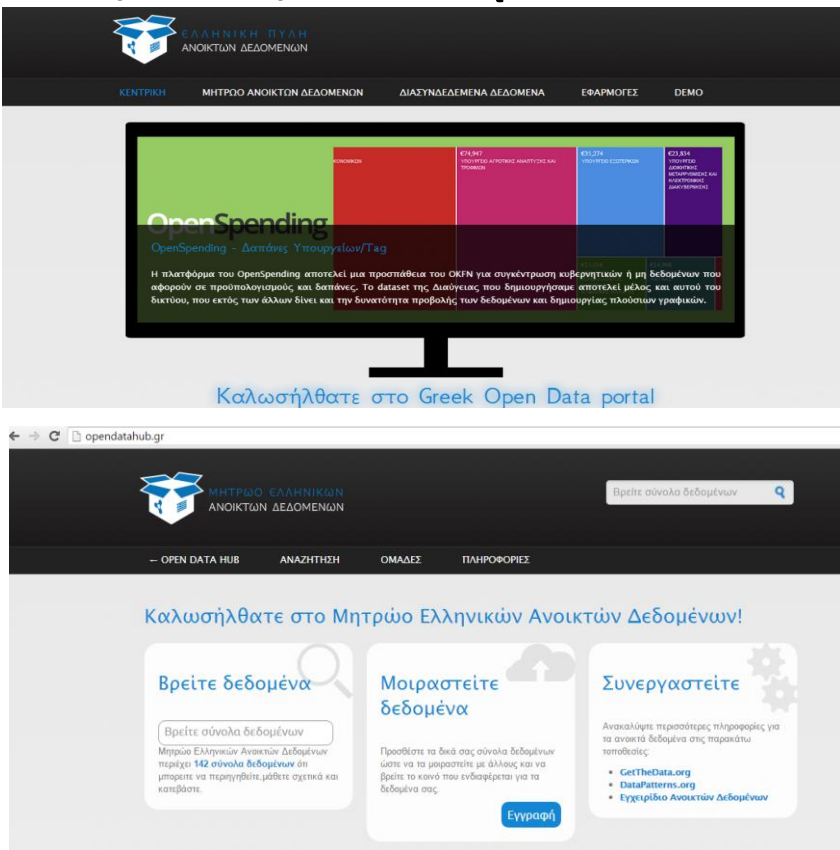 ΕΛΛΗΝΙΚΗ ΠΥΛΗ
ΑΝΟΙΚΤΩΝ ΔΕΔΟΜΕΝΩΝ
ΚΕΝΤΡΙΚΗ ΜΗΤΡΩΟ ΑΝΟΙΚΤΩΝ ΔΕΔΟΜΕΝΩΝ ΔΙΑΣΥΝΔΕΔΕΜΕΝΑ ΔΕΔΟΜΕΝΑ ΕΦΑΡΜΟΓΕΣ DEMO
€74,947
ΥΠΟΥΡΓΕΙΟ ΑΓΡΟΤΙΚΗΣ ΑΝΑΠΤΥΞΗΣ ΚΑΙ
ΤΡΟΦΙΜΩΝ
€31,274
ΥΠΟΥΡΓΕΙΟ ΕΣΩΤΕΡΙΚΩΝ
€23,834
ΥΠΟΥΡΓΕΙΟ
ΔΙΟΙΚΗΤΙΚΗΣ
ΜΕΤΑΡΡΥΘΜΙΣΗΣ ΚΑΙ
ΗΛΕΚΤΡΟΝΙΚΗΣ
ΔΙΑΚΥΒΕΡΝΗΣΗΣ
OpenSpending
OpenSpending - Δαπάνες Υπουργείων/Tag
Η πλατφόρμα του OpenSpending αποτελεί μια προσπάθεια του OKFN για συγκέντρωση κυβερνητικών ή μη δεδομένων που
αφορούν σε προϋπολογισμούς και δαπάνες. Το dataset της Διαύγειας που δημιουργήσαμε αποτελεί μέλος και αυτού του
δικτύου, που εκτός των άλλων δίνει και την δυνατότητα προβολής των δεδομένων και δημιουργίας πλούσιων γραφικών.
Καλωσήλθατε στο Greek Open Data portal
opendatahub.gr
ΜΗΤΡΩΟ ΕΛΛΗΝΙΚΩΝ
ΑΝΟΙΚΤΩΝ ΔΕΔΟΜΕΝΩΝ
Βρείτε σύνολα δεδομένων
← OPEN DATA HUB ΑΝΑΖΗΤΗΣΗ ΟΜΑΔΕΣ ΠΛΗΡΟΦΟΡΙΕΣ
Καλωσήλθατε στο Μητρώο Ελληνικών Ανοικτών Δεδομένων!
Βρείτε δεδομένα
Βρείτε σύνολα δεδομένων
Μητρώο Ελληνικών Ανοικτών Δεδομένων
περιέχει 142 σύνολα δεδομένων ότι
μπορειτε να περιηγηθείτε,μάθετε σχετικά και
κατεβάστε.
Μοιραστείτε
δεδομένα
Προσθέστε τα δικά σας σύνολα δεδομένων
ώστε να τα μοιραστείτε με άλλους και να
βρείτε το κοινό που ενδιαφέρεται για τα
δεδομένα σας.
Εγγραφή
Συνεργαστείτε
Ανακαλύψτε περισσότερες πληροφορίες για
τα ανοικτά δεδομένα στις παρακάτω
τοποθεσίες:
GetTheData.org
DataPatterns.org
Εγχειρίδιο Ανοικτών Δεδομένων